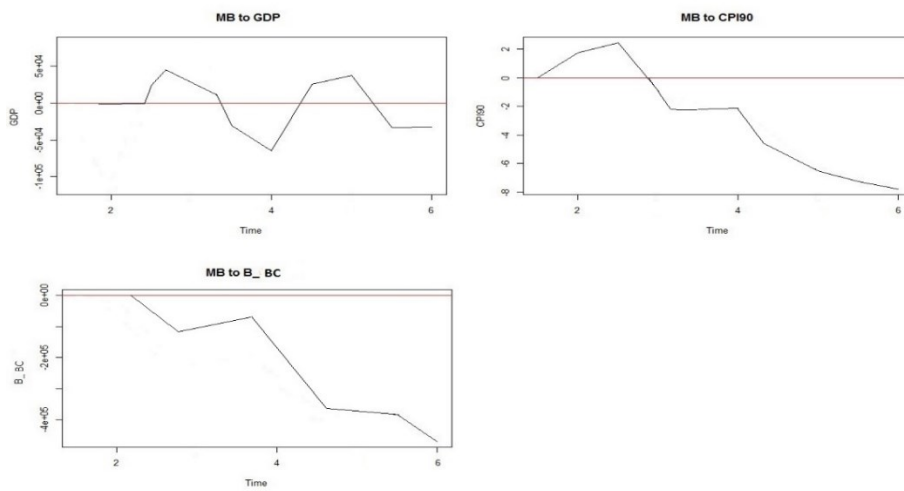 MB to GDP
GDP
5e+04
0e+00
-5e+04
-1e+05
2
4
6
Time
MB to CPI90
CPI90
2
0
-2
-4
-6
-8
2
4
6
Time
MB to B_ BC
B_ BC
0e+00
-2e+05
-4e+05
2
4
6
Time